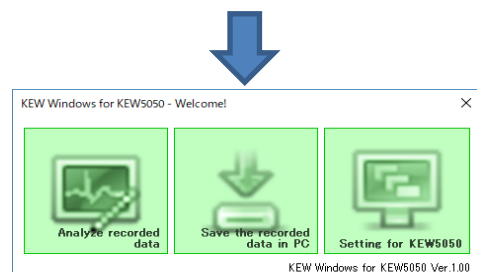 KEW Windows for KEW5050 - Welcome!
Analyze recorded
data
Save the recorded
data in PC
Setting for KEW5050
KEW Windows for KEW5050 Ver.1.00